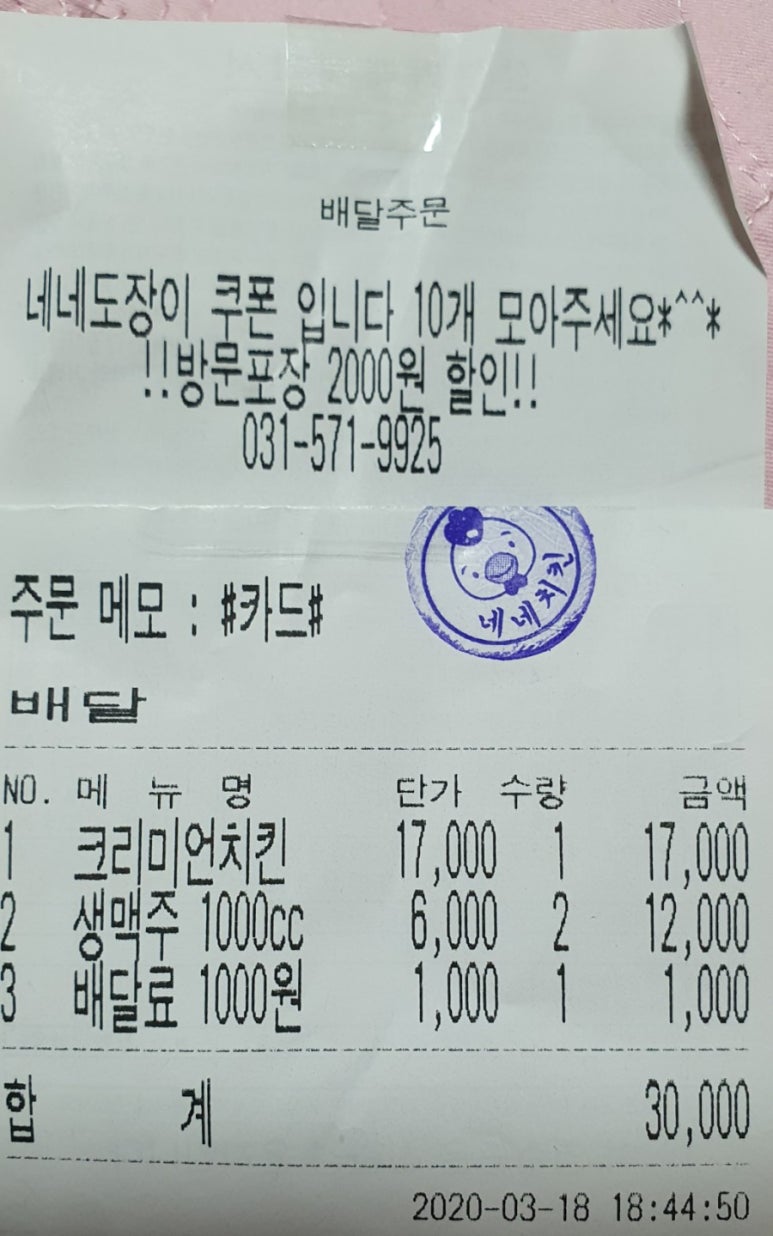 배달주문
네네도장이 쿠폰 입니다 10개 모아주세요*^^*
!!방문포장 2000원 할인!!
031-571-9925
네네치킨
주문 메모 : #카드#
배달
NO. 메 뉴 명 단가 수량 금액
1 크리미언치킨 17,000 1 17,000
2 생맥주 1000cc 6,000 2 12,000
3 배달료 1000원 1,000 1 1,000
합 계 30,000
2020-03-18 18:44:50